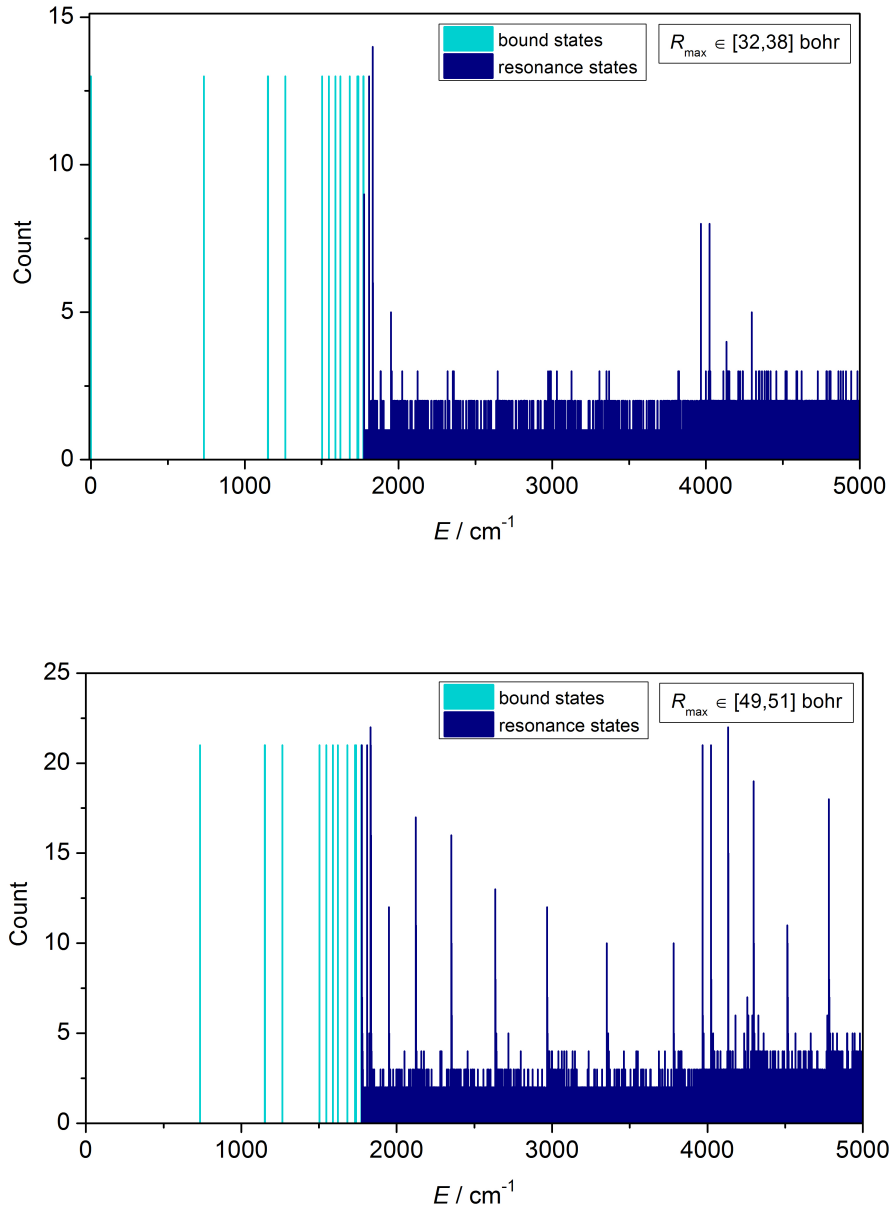 15
bound states
resonance states
R_max ∈ [32,38] bohr
10
Count
5
0
0 1000 2000 3000 4000 5000
E / cm⁻¹
25
bound states
resonance states
R_max ∈ [49,51] bohr
20
15
Count
10
5
0
0 1000 2000 3000 4000 5000
E / cm⁻¹